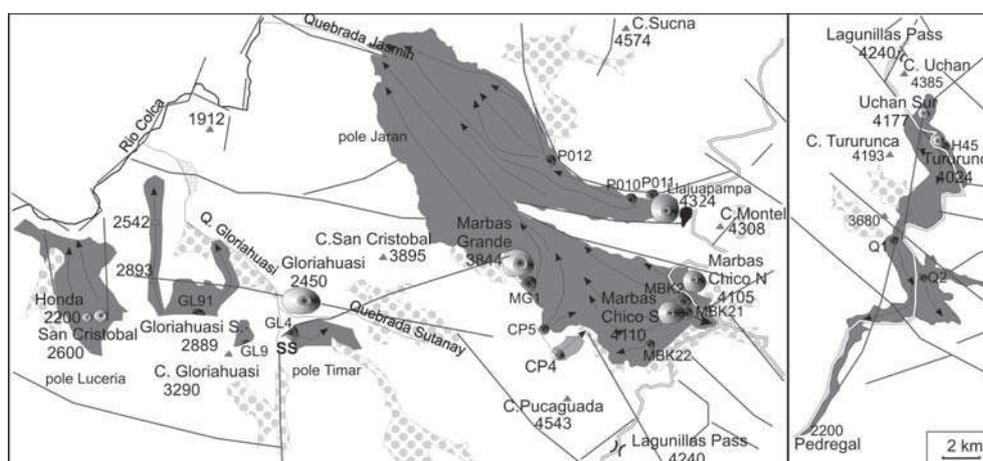 Quebrada Jasmin
C.Sucna
4574
Rio Colca
1912
pole Jaran
P012
P010
P011
Llajuapampa
4324
C.Montel
4308
2542
Q. Gloriahuasi
C.San Cristobal
3895
Marbas
Grande
3844
Marbas
Chico N
4105
2893
Gloriahuasi
2450
MG1
MBK2
MBK21
Marbas
Chico S
4110
Honda
2200
San Cristobal
2600
GL91
Gloriahuasi S.
2889
GL4
GL9
SS
Quebrada Sutanay
CP5
CP4
MBK22
pole Luceria
C. Gloriahuasi
3290
pole Timar
C.Pucaguada
4543
Lagunillas Pass
4240
Lagunillas Pass
4240
C. Uchan
4385
Uchan Sur
4177
C. Tururunca
4193
H45
Tururunca
4024
3680
Q1
Q2
2200
Pedregal
2 km